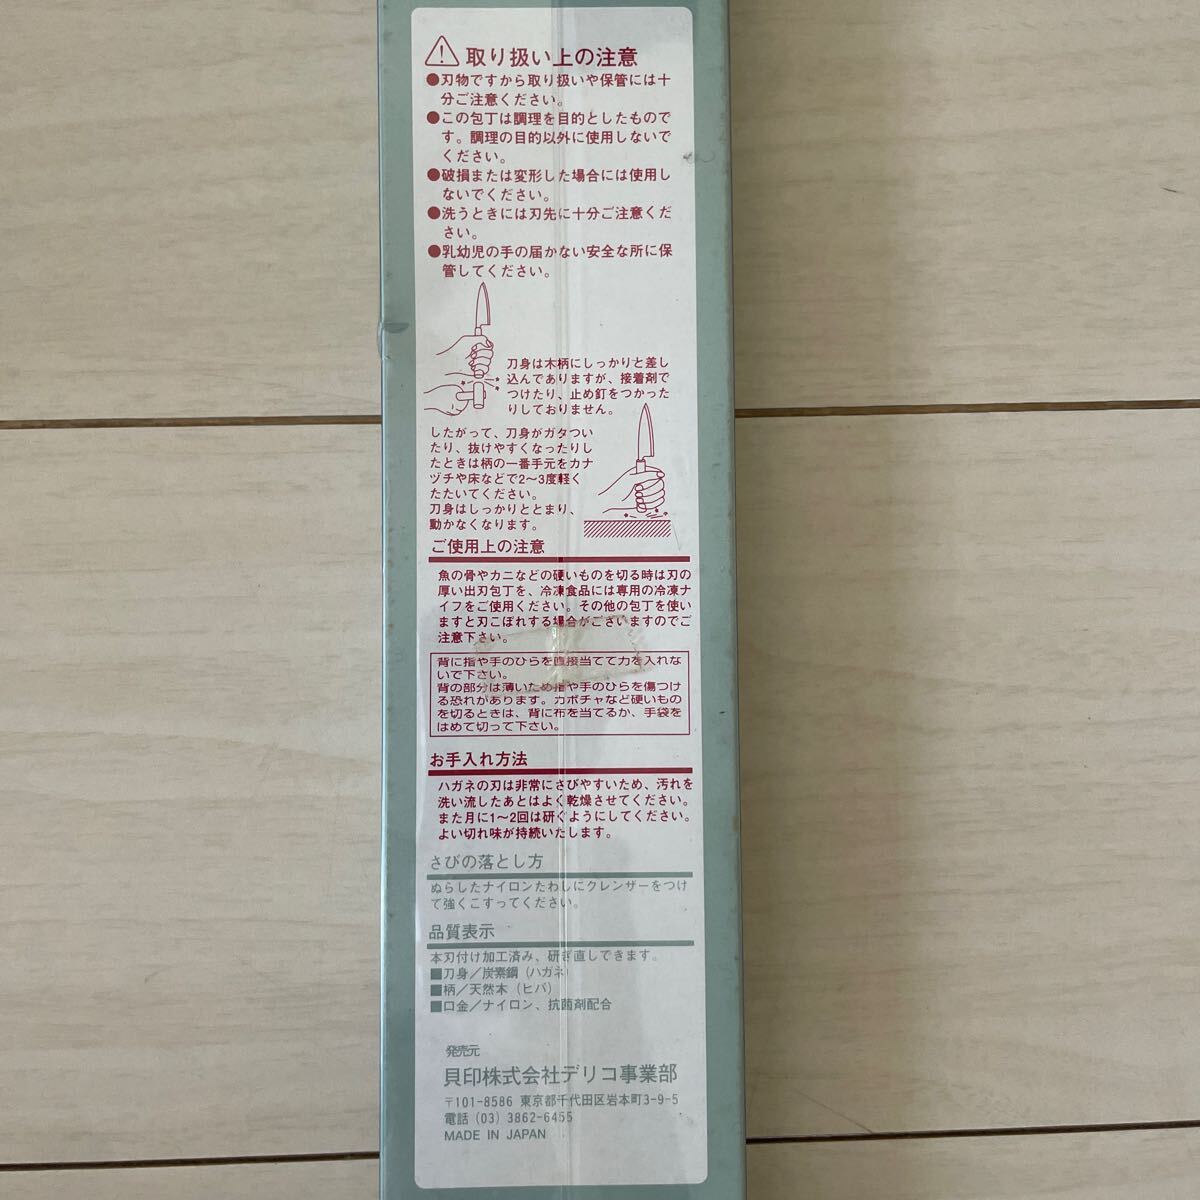 取り扱い上の注意
●刃物ですから取り扱いや保管には十
分ご注意ください。
●この包丁は調理を目的としたもので
す。調理の目的以外に使用しないで
ください。
●破損または変形した場合には使用し
ないでください。
●洗うときには刃先に十分ご注意くだ
さい。
●乳幼児の手の届かない安全な所に保
管してください。
刀身は木柄にしっかりと差し
込んでありますが、接着剤で
つけたり、止め釘をつかった
りしておりません。
したがって、刀身がガタつい
たり、抜けやすくなったりし
たときは柄の一番手元をカナ
ヅチや床などで2〜3度軽く
たたいてください。
刀身はしっかりととまり、
動かなくなります。
ご使用上の注意
魚の骨やカニなどの硬いものを切る時は刃の
厚い出刃包丁を、冷凍食品には専用の冷凍ナ
イフをご使用ください。その他の包丁を使い
ますと刃こぼれする場合がございますのでご
注意下さい。
背に指や手のひらを直接当てて力を入れな
いで下さい。
背の部分は薄いため指や手のひらを傷つけ
る恐れがあります。カボチャなど硬いもの
を切るときは、背に布を当てるか、手袋を
はめて切って下さい。
お手入れ方法
ハガネの刃は非常にさびやすいため、汚れを
洗い流したあとはよく乾燥させてください。
また月に1〜2回は研ぐようにしてください。
よい切れ味が持続いたします。
さびの落とし方
ぬらしたナイロンたわしにクレンザーをつけ
て強くこすってください。
品質表示
本刃付け加工済み、研ぎ直しできます。
■刀身／炭素鋼（ハガネ）
■柄／天然木（ヒバ）
■口金／ナイロン、抗菌剤配合
発売元
貝印株式会社デリコ事業部
〒101-8586 東京都千代田区岩本町3-9-5
電話（03）3862-6455
MADE IN JAPAN